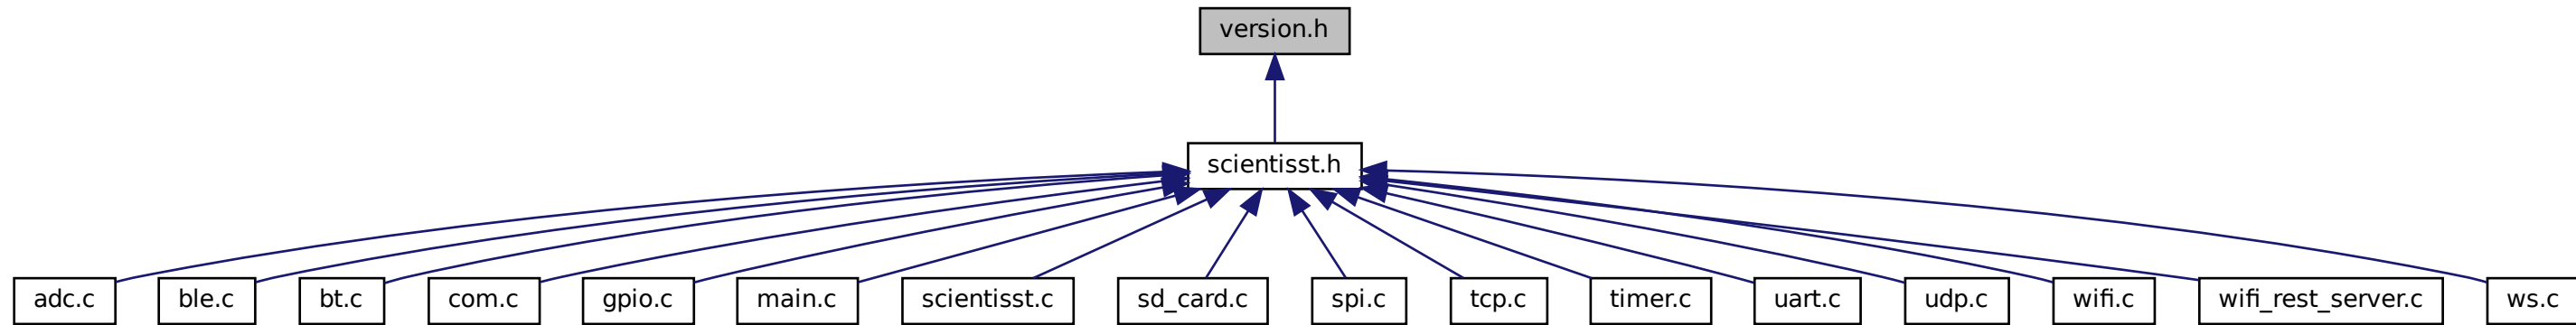 version.h
scientisst.h
adc.c
ble.c
bt.c
com.c
gpio.c
main.c
scientisst.c
sd_card.c
spi.c
tcp.c
timer.c
uart.c
udp.c
wifi.c
wifi_rest_server.c
ws.c